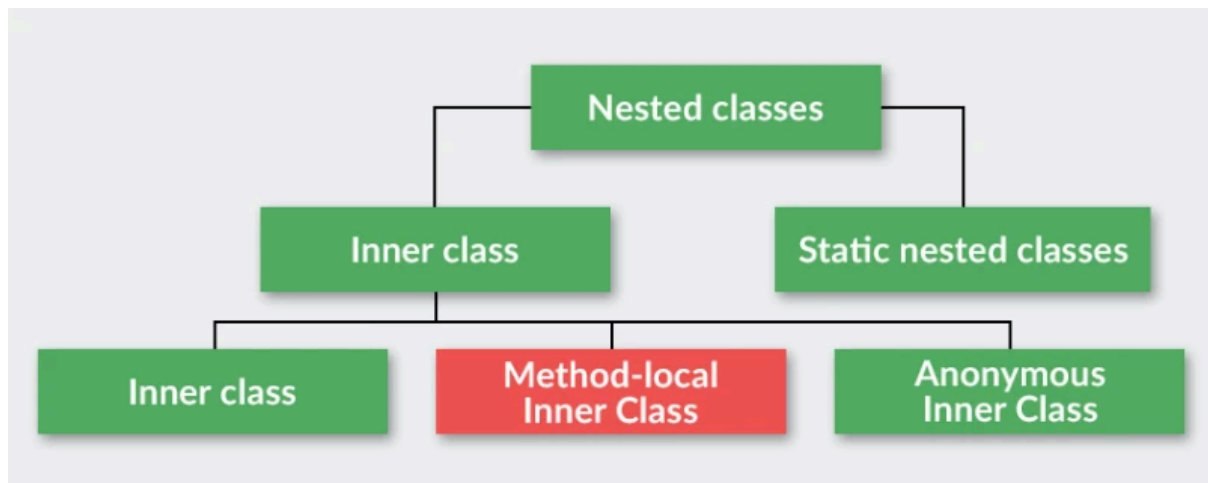 Nested classes
Inner class
Static nested classes
Inner class
Method-local
Inner Class
Anonymous
Inner Class